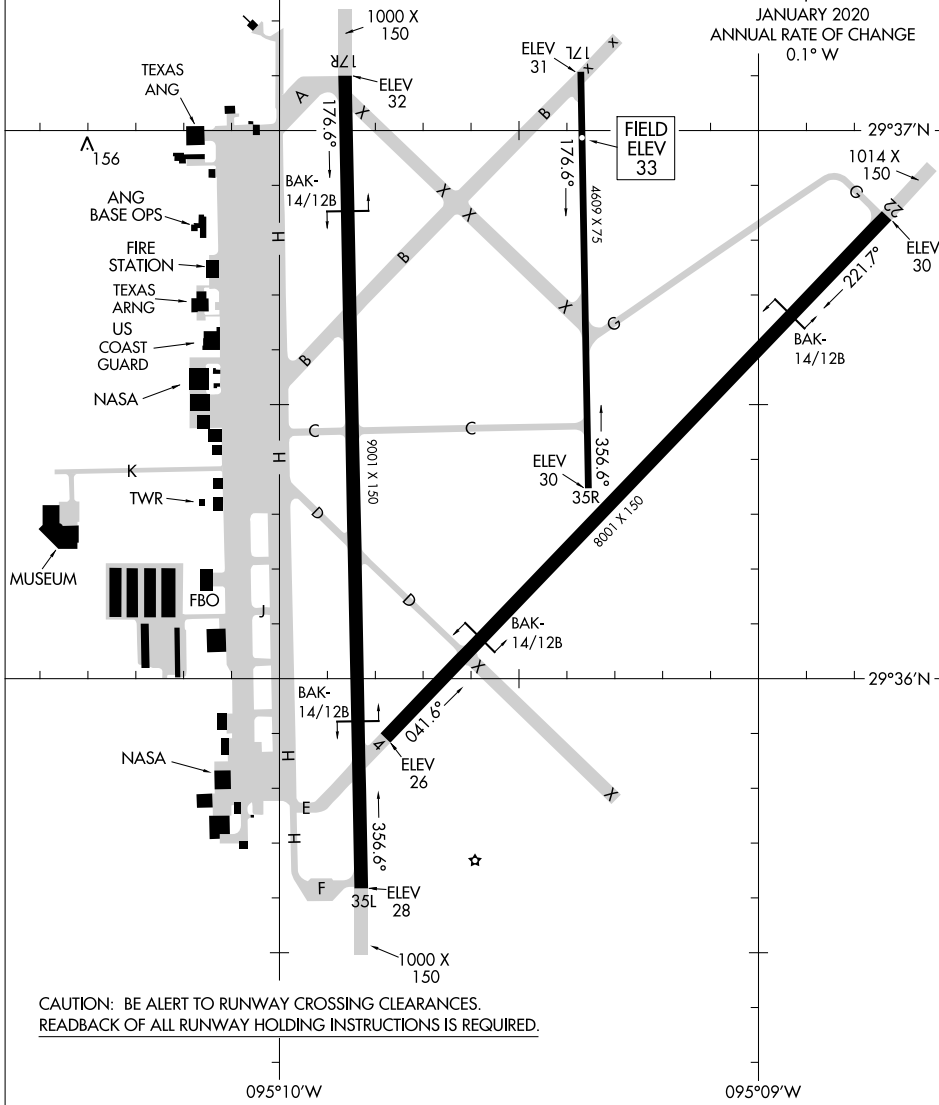 JANUARY 2020
ANNUAL RATE OF CHANGE
0.1° W
1000 X
150
17R
ELEV
32
ELEV
31
17L
X
X
TEXAS
ANG
A
X
B
176.6°
FIELD
ELEV
33
29°37'N
156
BAK-
14/12B
176.6°
4609 X 75
1014 X
150
X
X
G
22
ANG
BASE OPS
H
B
ELEV
30
221.7°
FIRE
STATION
TEXAS
ARNG
X
G
US
COAST
GUARD
B
BAK-
14/12B
NASA
C
C
9001 X 150
356.6°
H
K
ELEV
30
35R
TWR
D
8001 X 150
MUSEUM
FBO
J
D
BAK-
14/12B
X
29°36'N
BAK-
14/12B
041.6°
4
H
NASA
ELEV
26
E
X
H
356.6°
F
35L
ELEV
28
1000 X
150
CAUTION: BE ALERT TO RUNWAY CROSSING CLEARANCES.
READBACK OF ALL RUNWAY HOLDING INSTRUCTIONS IS REQUIRED.
095°10'W
095°09'W